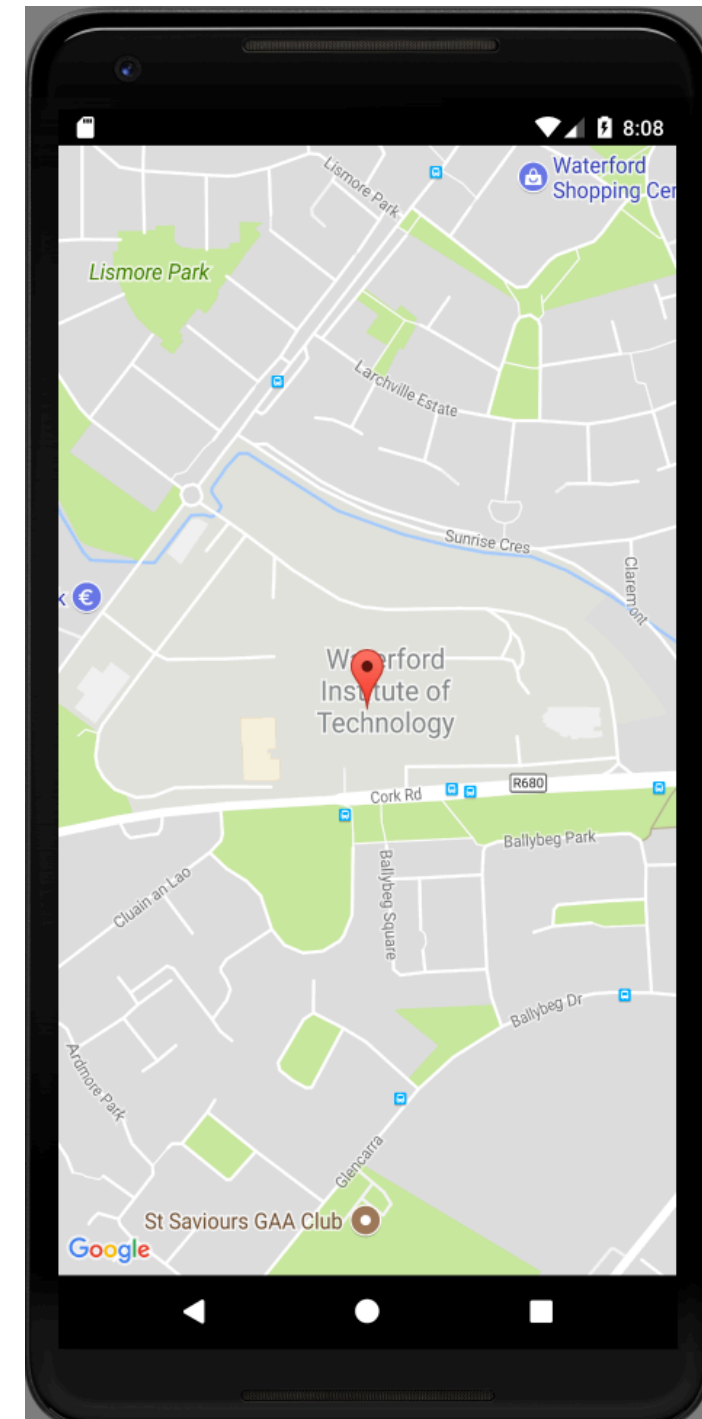 8:08
Waterford
Shopping Cer
Lismore Park
Lismore Park
Larchville Estate
Sunrise Cres
Claremont
x €
Waterford
Institute of
Technology
R680
Cork Rd
Ballybeg Park
Ballybeg Square
Cluain an Lao
Ballybeg Dr
Ardmore Park
Glencarra
St Saviours GAA Club
Google